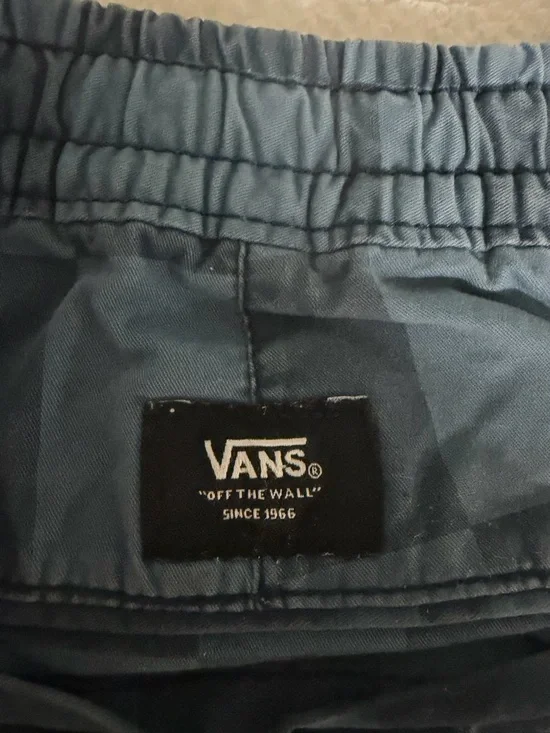 VANS®
"OFF THE WALL"
SINCE 1966